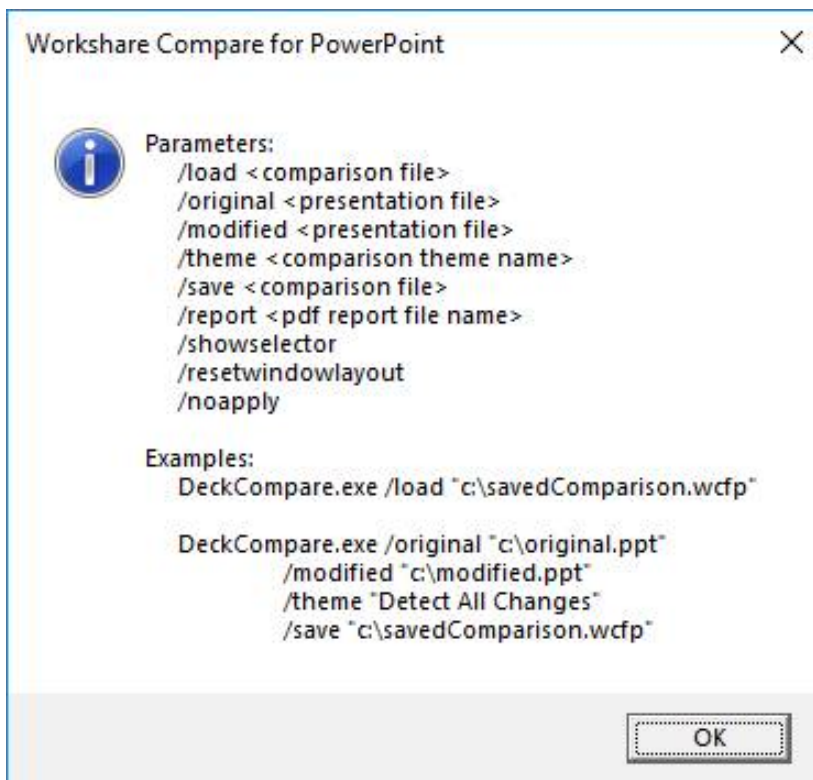 Workshare Compare for PowerPoint
Parameters:
/load <comparison file>
/original <presentation file>
/modified <presentation file>
/theme <comparison theme name>
/save <comparison file>
/report <pdf report file name>
/showselector
/resetwindowlayout
/noapply
Examples:
DeckCompare.exe /load "c:\savedComparison.wcfp"
DeckCompare.exe /original "c:\original.ppt"
/modified "c:\modified.ppt"
/theme "Detect All Changes"
/save "c:\savedComparison.wcfp"
OK